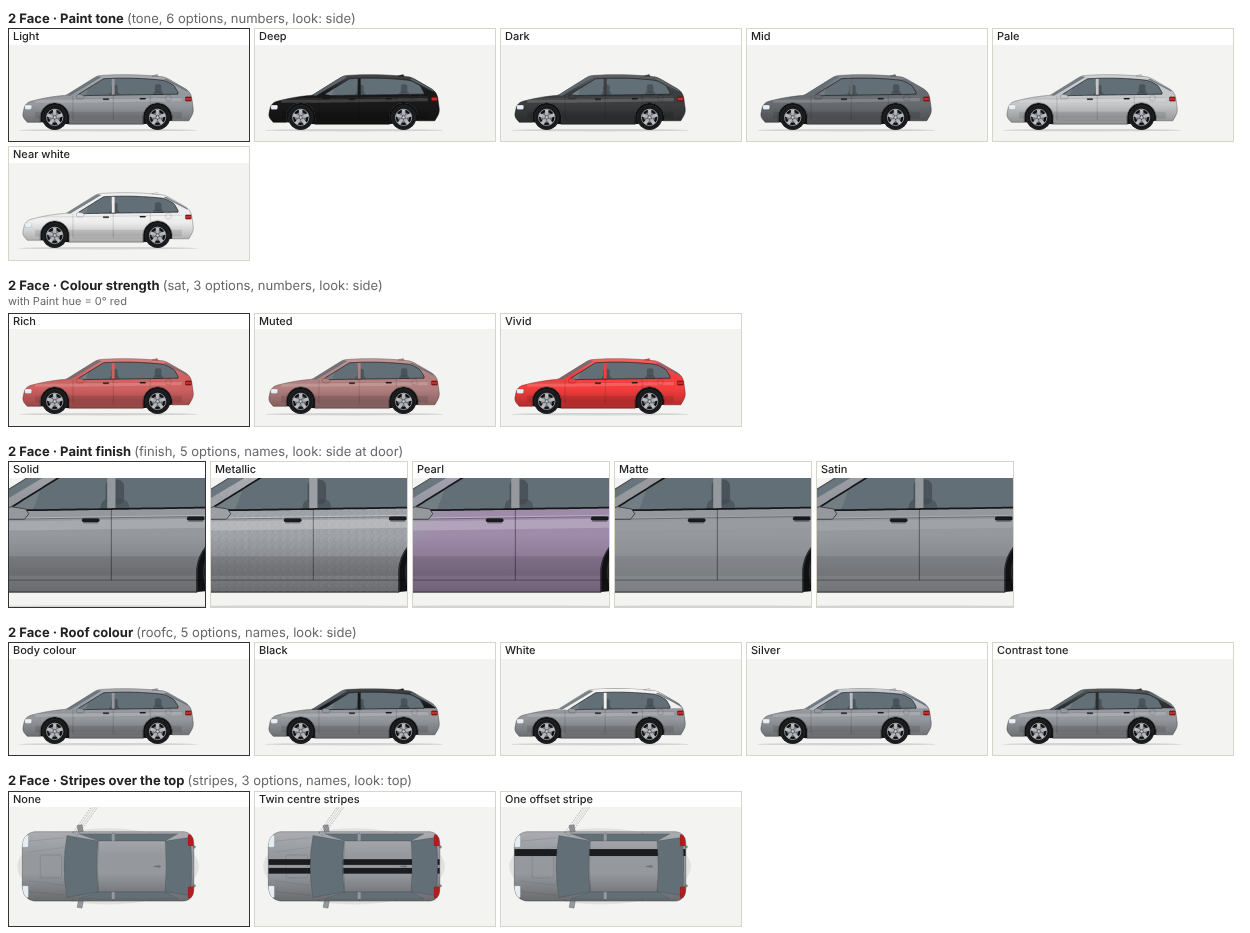 2 Face · Paint tone (tone, 6 options, numbers, look: side)
Light
Deep
Dark
Mid
Pale
Near white
2 Face · Colour strength (sat, 3 options, numbers, look: side)
with Paint hue = 0° red
Rich
Muted
Vivid
2 Face · Paint finish (finish, 5 options, names, look: side at door)
Solid
Metallic
Pearl
Matte
Satin
2 Face · Roof colour (roofc, 5 options, names, look: side)
Body colour
Black
White
Silver
Contrast tone
2 Face · Stripes over the top (stripes, 3 options, names, look: top)
None
Twin centre stripes
One offset stripe